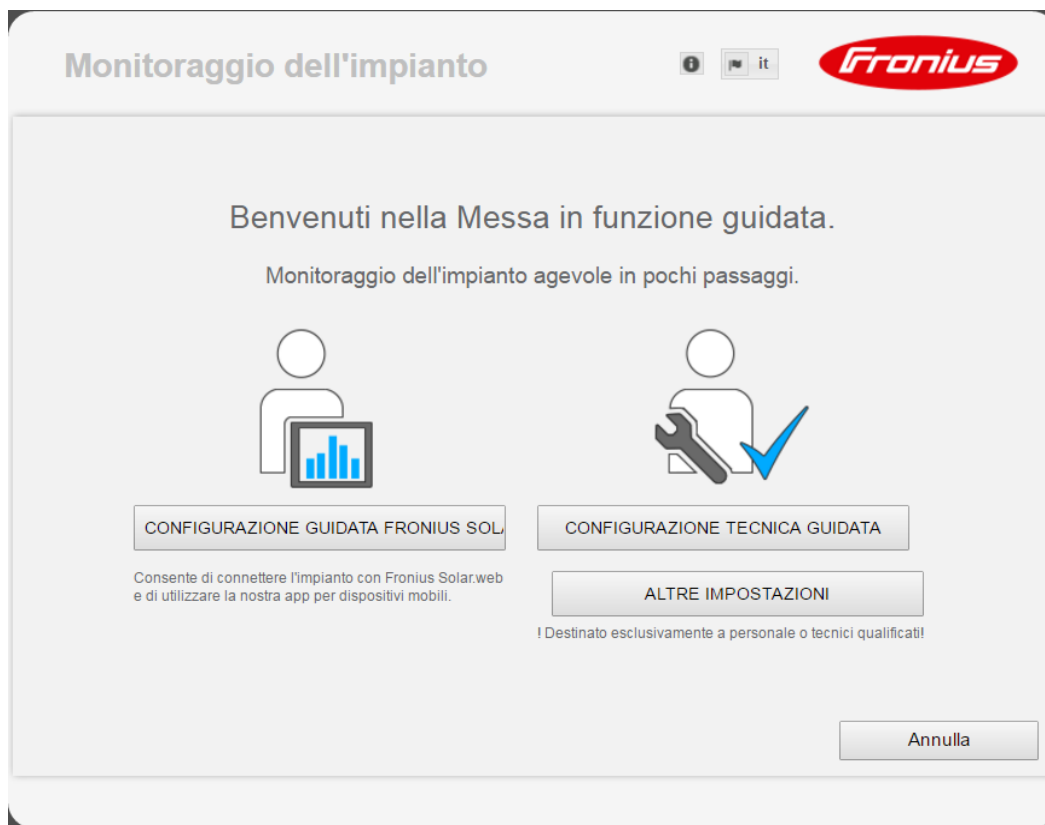 Monitoraggio dell'impianto
it
Fronius
Benvenuti nella Messa in funzione guidata.
Monitoraggio dell'impianto agevole in pochi passaggi.
CONFIGURAZIONE GUIDATA FRONIUS SOL
CONFIGURAZIONE TECNICA GUIDATA
Consente di connettere l'impianto con Fronius Solar.web
e di utilizzare la nostra app per dispositivi mobili.
ALTRE IMPOSTAZIONI
! Destinato esclusivamente a personale o tecnici qualificati!
Annulla